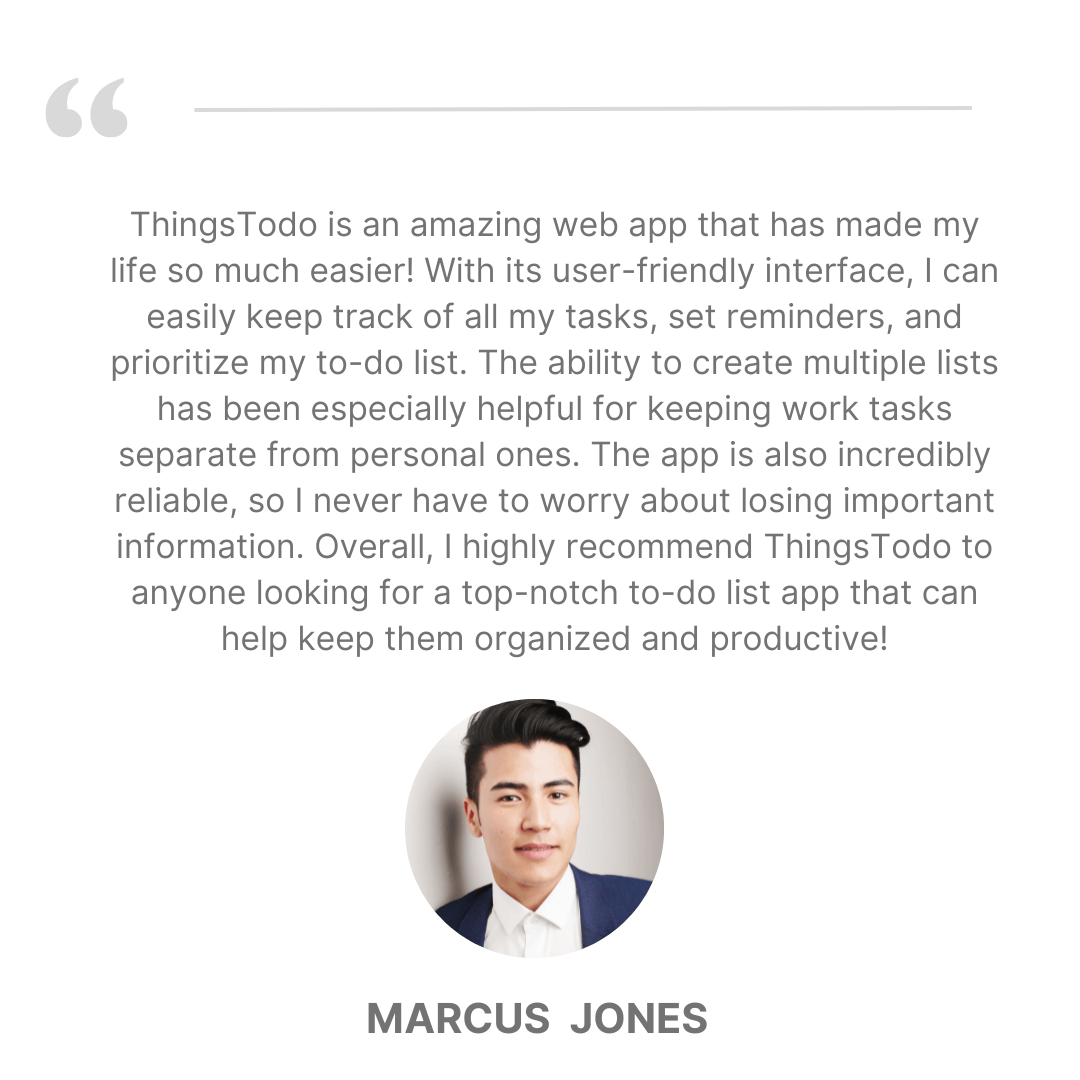 “
ThingsTodo is an amazing web app that has made my
life so much easier! With its user-friendly interface, I can
easily keep track of all my tasks, set reminders, and
prioritize my to-do list. The ability to create multiple lists
has been especially helpful for keeping work tasks
separate from personal ones. The app is also incredibly
reliable, so I never have to worry about losing important
information. Overall, I highly recommend ThingsTodo to
anyone looking for a top-notch to-do list app that can
help keep them organized and productive!
MARCUS JONES